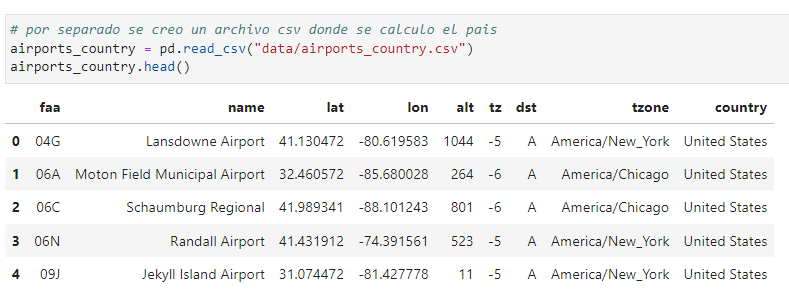 # por separado se creo un archivo csv donde se calculo el pais
airports_country = pd.read_csv("data/airports_country.csv")
airports_country.head()
faa name lat lon alt tz dst tzone country
0 04G Lansdowne Airport 41.130472 -80.619583 1044 -5 A America/New_York United States
1 06A Moton Field Municipal Airport 32.460572 -85.680028 264 -6 A America/Chicago United States
2 06C Schaumburg Regional 41.989341 -88.101243 801 -6 A America/Chicago United States
3 06N Randall Airport 41.431912 -74.391561 523 -5 A America/New_York United States
4 09J Jekyll Island Airport 31.074472 -81.427778 11 -5 A America/New_York United States